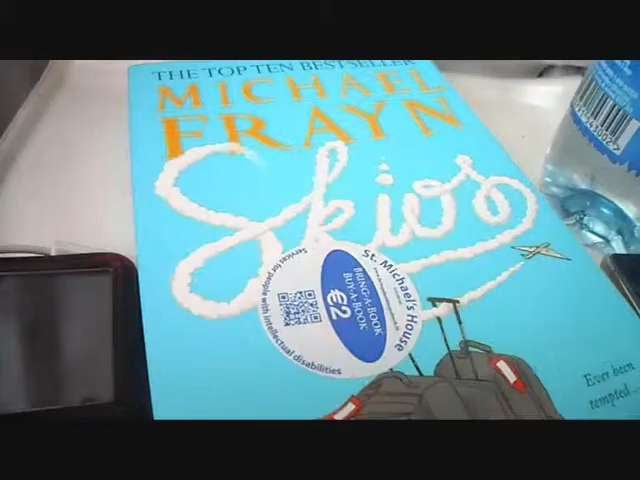 THE TOP TEN BESTSELLER
MICHAEL
FRAYN
Skios
St. Michael's House
BRING-A-BOOK
BUY-A-BOOK
€2
Services for people with intellectual disabilities
Ever been
tempted...